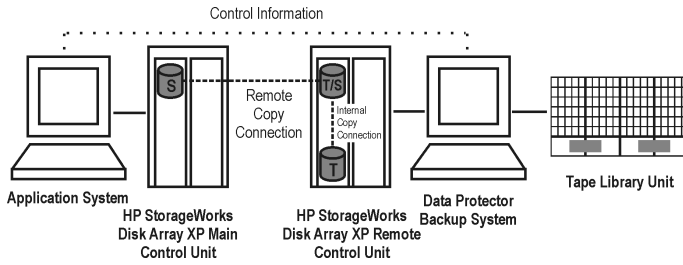 Control Information
S
T/S
Remote
Copy
Connection
Internal
Copy
Connection
T
Application System
HP StorageWorks
Disk Array XP Main
Control Unit
HP StorageWorks
Disk Array XP Remote
Control Unit
Data Protector
Backup System
Tape Library Unit